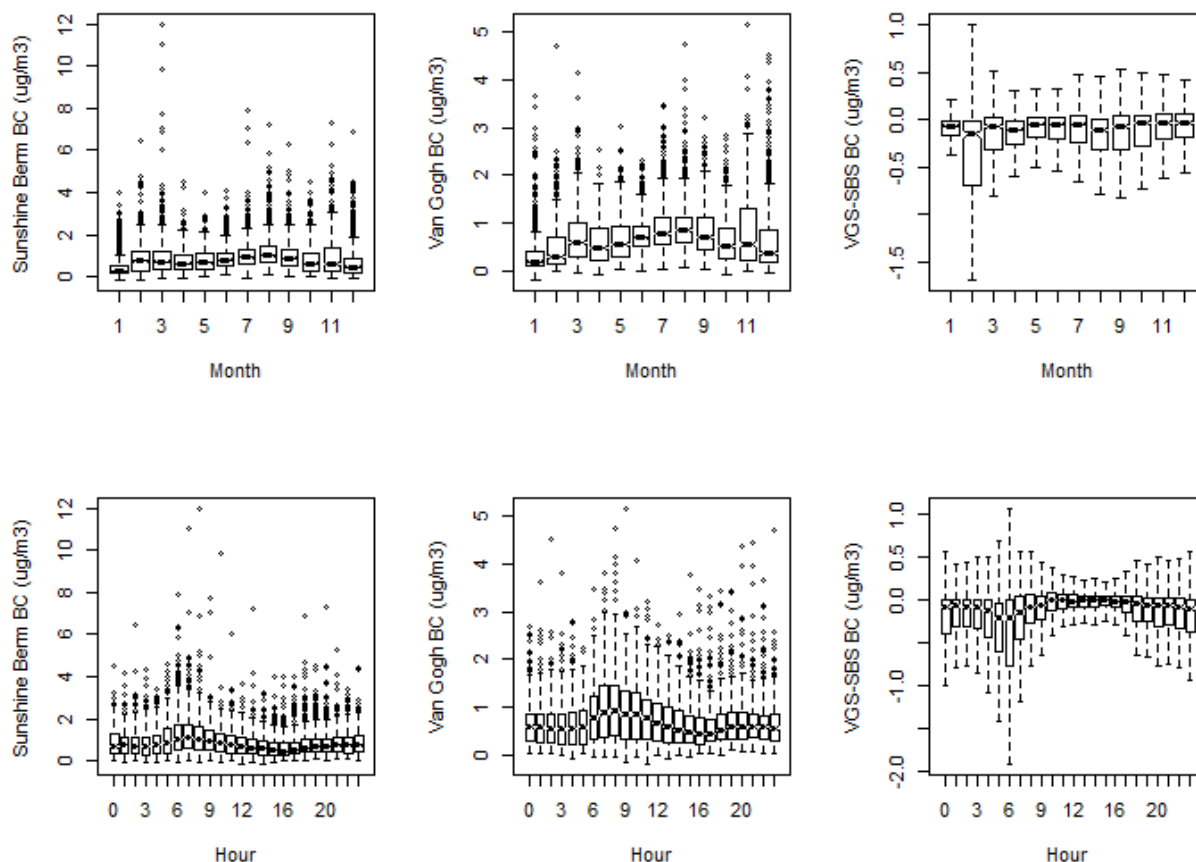 Sunshine Berm BC (ug/m3)
0 2 4 6 8 10 12
1 3 5 7 9 11
Month
Van Gogh BC (ug/m3)
0 1 2 3 4 5
1 3 5 7 9 11
Month
VGS-SBS BC (ug/m3)
-1.5 -0.5 0.0 0.5 1.0
1 3 5 7 9 11
Month
Sunshine Berm BC (ug/m3)
0 2 4 6 8 10 12
0 3 6 9 12 16 20
Hour
Van Gogh BC (ug/m3)
0 1 2 3 4 5
0 3 6 9 12 16 20
Hour
VGS-SBS BC (ug/m3)
-2.0 -1.0 0.0 0.5 1.0
0 3 6 9 12 16 20
Hour